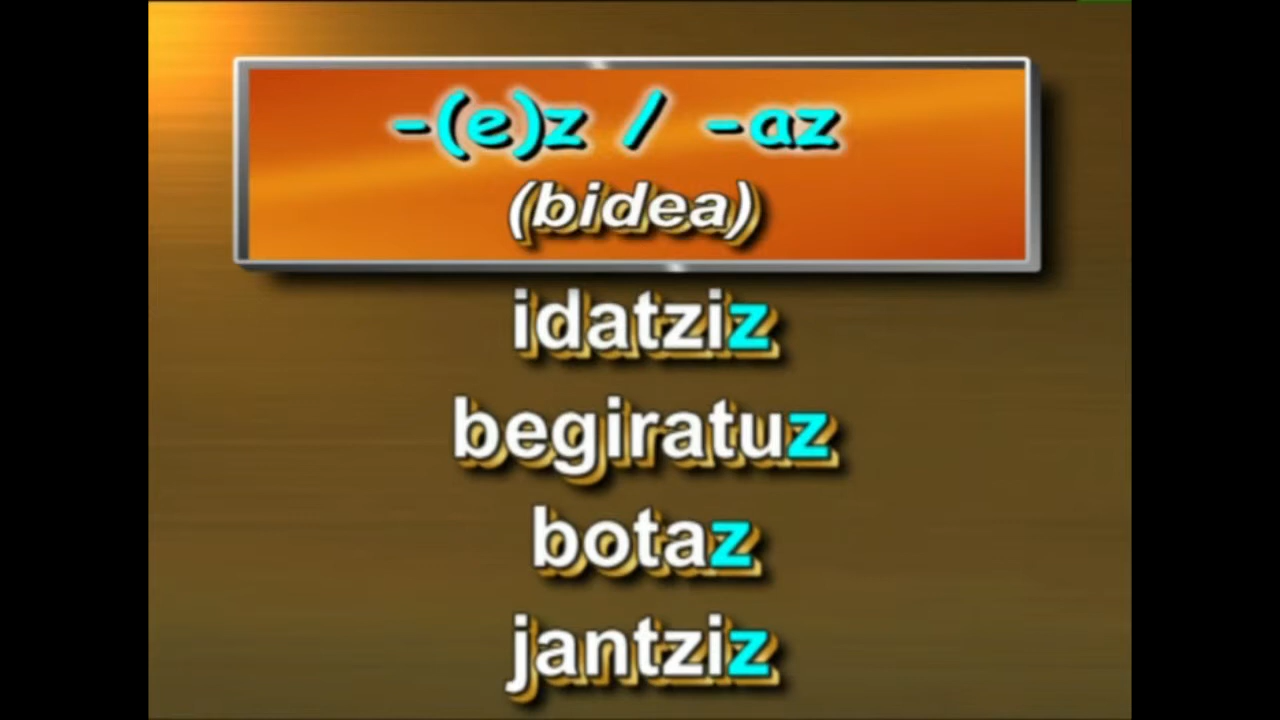 -(e)z / -az
(bidea)
idatziz
begiratuz
botaz
jantziz